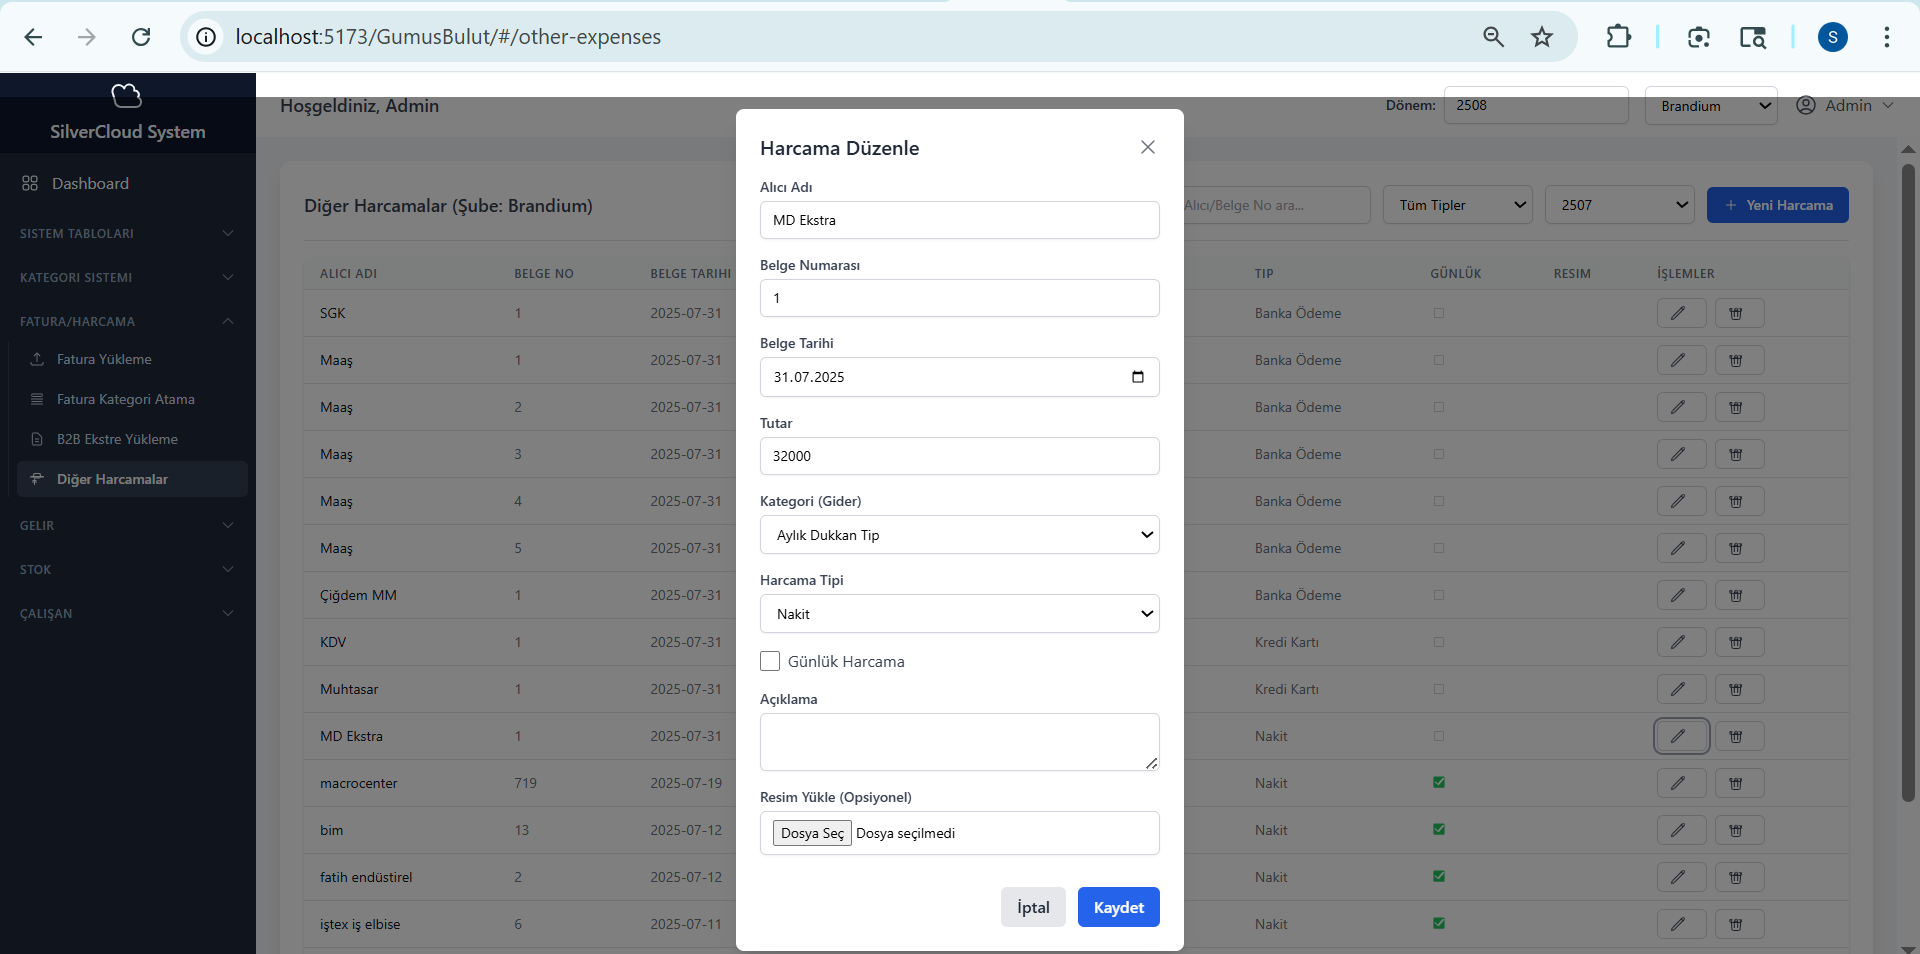 localhost:5173/GumusBulut/#/other-expenses
S
SilverCloud System
Hoşgeldiniz, Admin
Dönem:
2508
Brandium
Admin
Dashboard
SISTEM TABLOLARI
KATEGORI SISTEMI
FATURA/HARCAMA
Fatura Yükleme
Fatura Kategori Atama
B2B Ekstre Yükleme
Diğer Harcamalar
GELIR
STOK
ÇALIŞAN
Diğer Harcamalar (Şube: Brandium)
Alıcı/Belge No ara...
Tüm Tipler
2507
+ Yeni Harcama
ALICI ADI BELGE NO BELGE TARIHI TIP GÜNLÜK RESIM İŞLEMLER
SGK 1 2025-07-31 Banka Ödeme
Maaş 1 2025-07-31 Banka Ödeme
Maaş 2 2025-07-31 Banka Ödeme
Maaş 3 2025-07-31 Banka Ödeme
Maaş 4 2025-07-31 Banka Ödeme
Maaş 5 2025-07-31 Banka Ödeme
Çiğdem MM 1 2025-07-31 Banka Ödeme
KDV 1 2025-07-31 Kredi Kartı
Muhtasar 1 2025-07-31 Kredi Kartı
MD Ekstra 1 2025-07-31 Nakit
macrocenter 719 2025-07-19 Nakit
bim 13 2025-07-12 Nakit
fatih endüstirel 2 2025-07-12 Nakit
iştex iş elbise 6 2025-07-11 Nakit
Harcama Düzenle
Alıcı Adı
MD Ekstra
Belge Numarası
1
Belge Tarihi
31.07.2025
Tutar
32000
Kategori (Gider)
Aylık Dukkan Tip
Harcama Tipi
Nakit
Günlük Harcama
Açıklama
Resim Yükle (Opsiyonel)
Dosya Seç Dosya seçilmedi
İptal
Kaydet